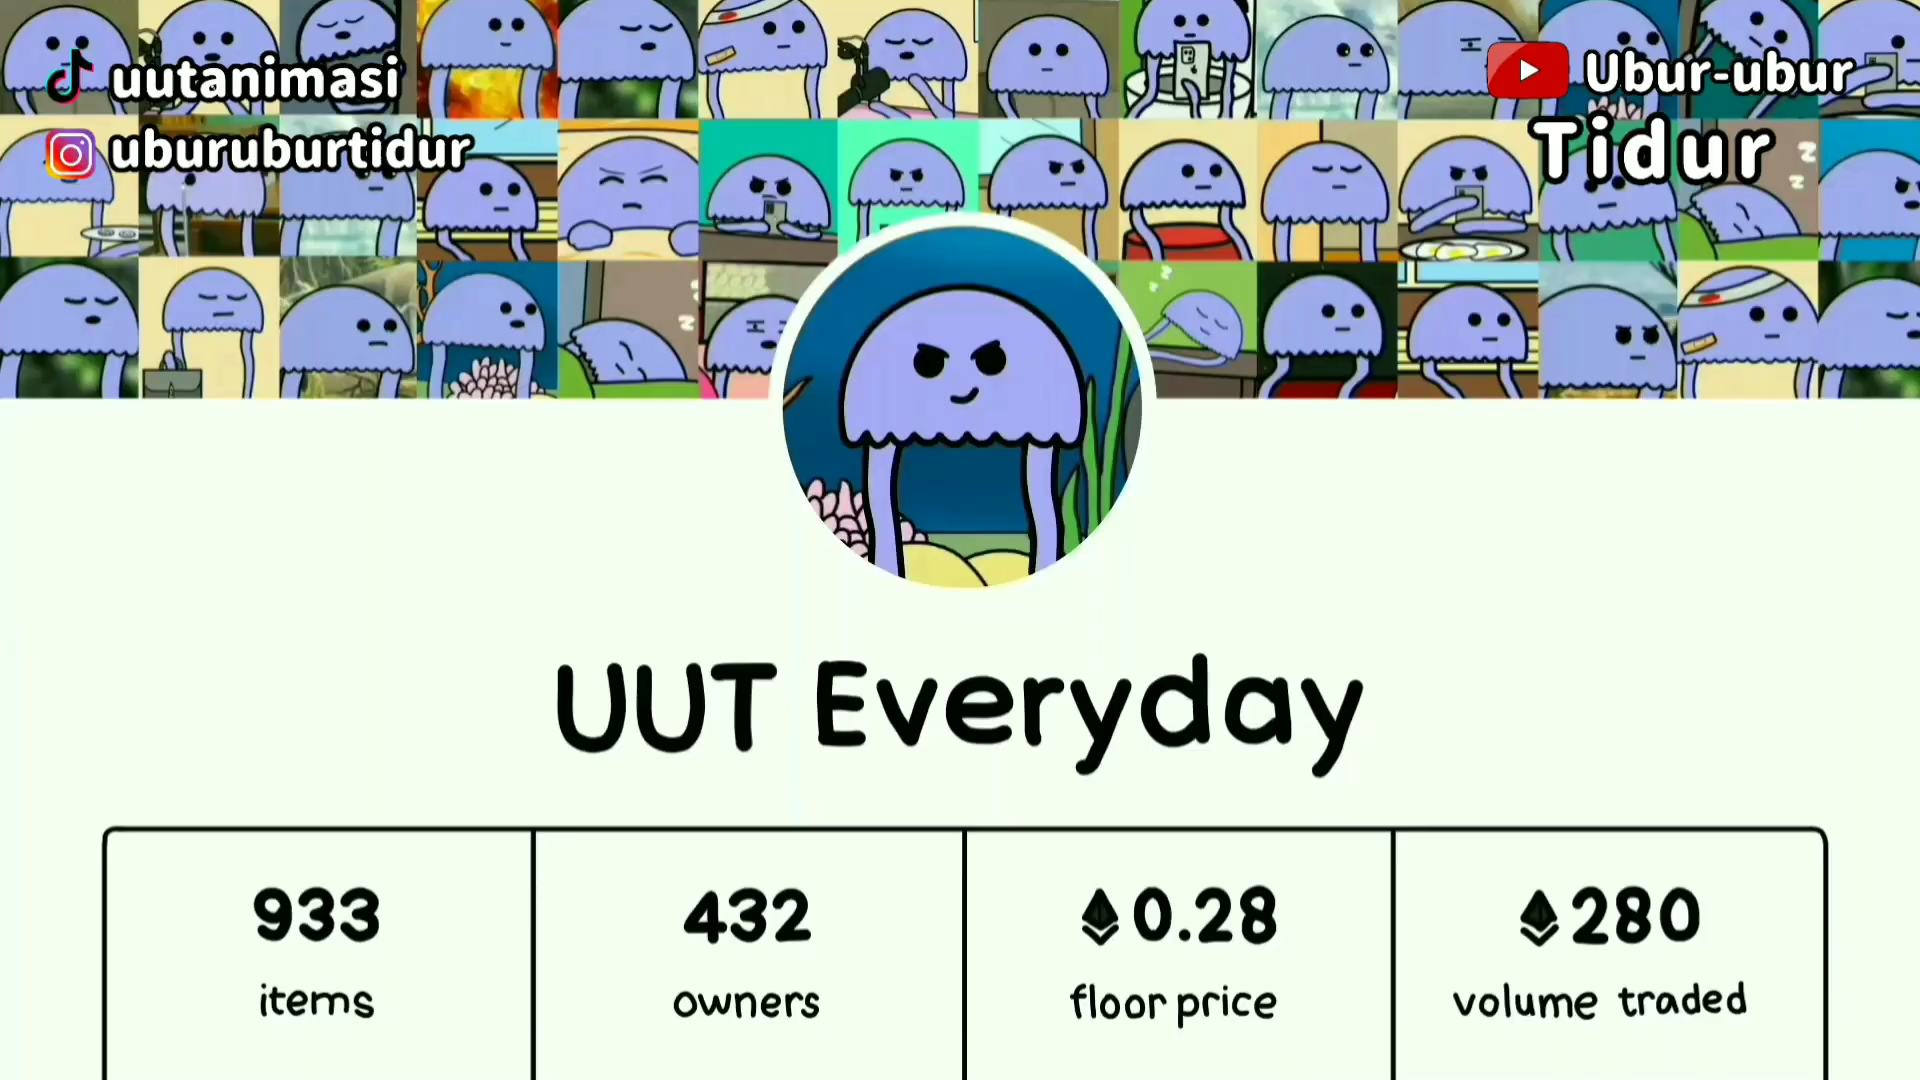 uutanimasi
uburuburtidur
Ubur-ubur
Tidur
z
z
z
z
z
UUT Everyday
933
items
432
owners
0.28
floor price
280
volume traded